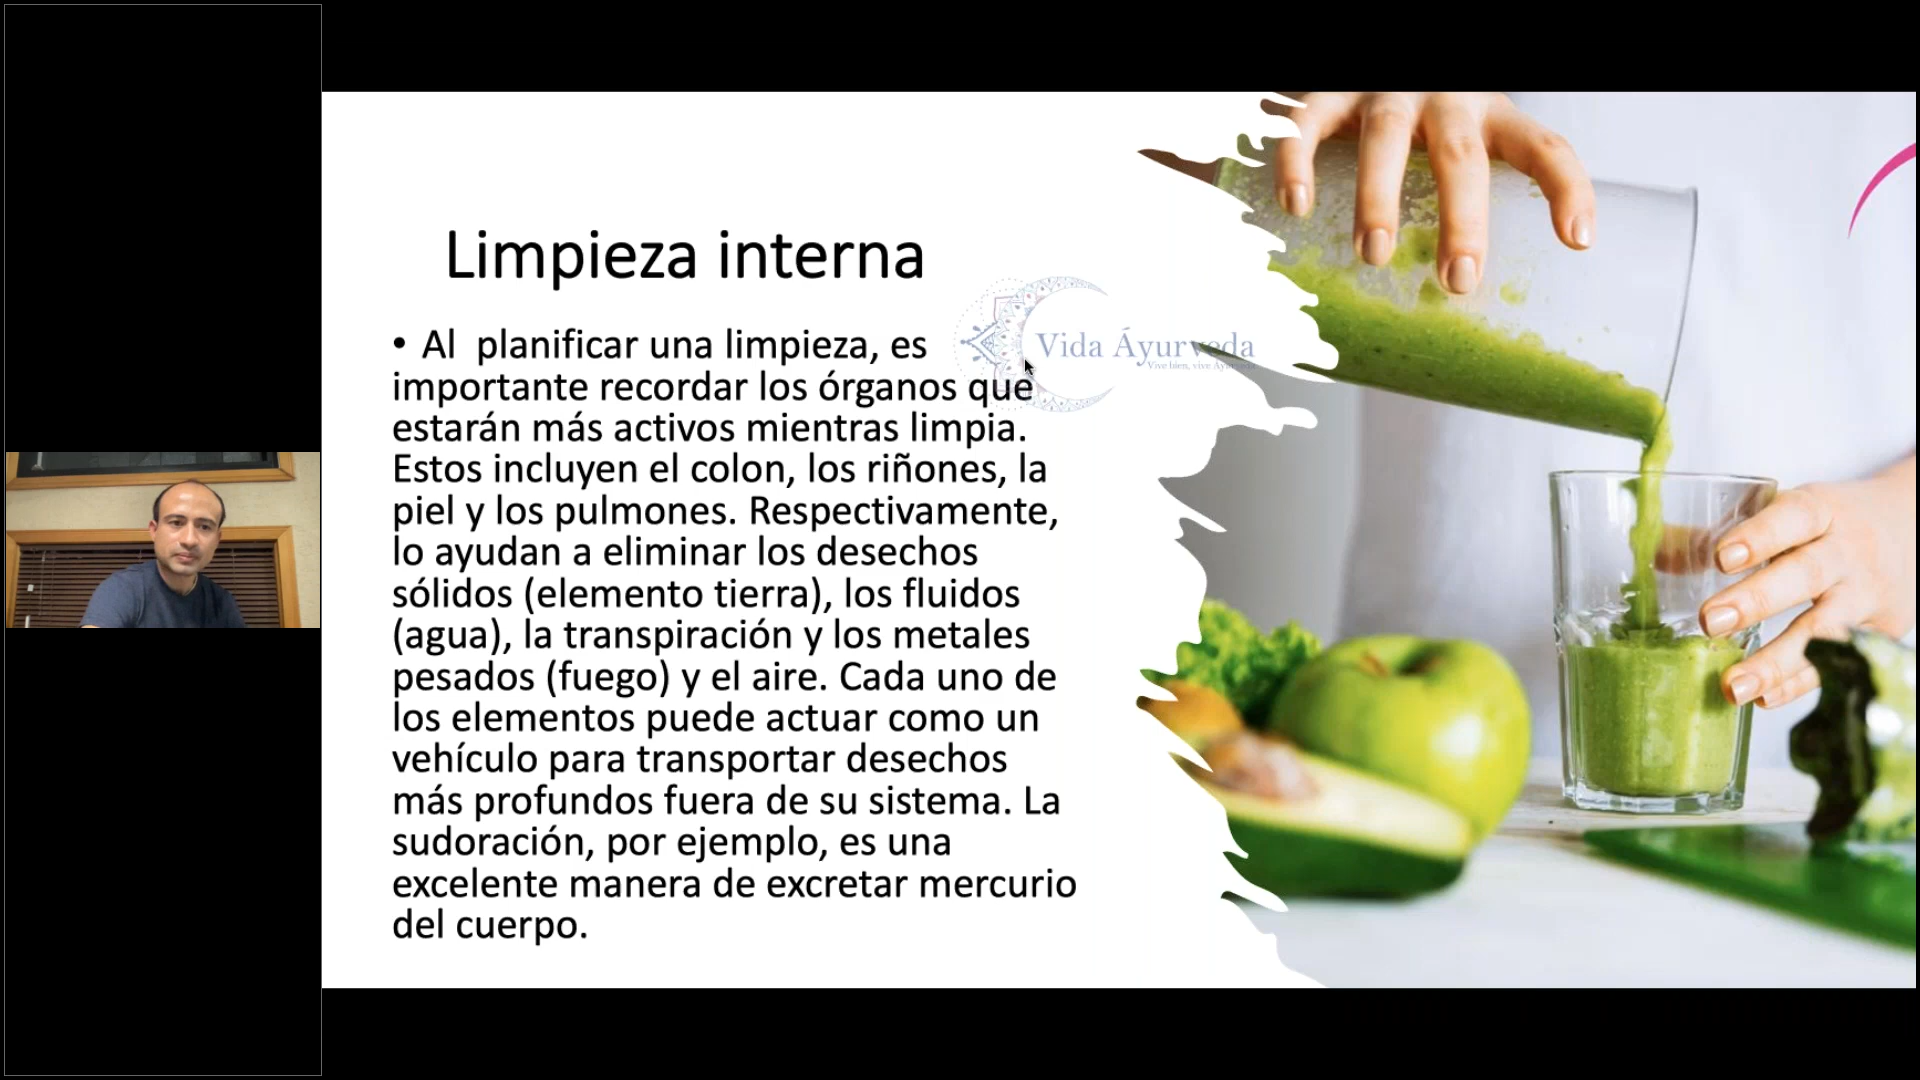 Limpieza interna
• Al  planificar una limpieza, es
importante recordar los órganos que
estarán más activos mientras limpia.
Estos incluyen el colon, los riñones, la
piel y los pulmones. Respectivamente,
lo ayudan a eliminar los desechos
sólidos (elemento tierra), los fluidos
(agua), la transpiración y los metales
pesados (fuego) y el aire. Cada uno de
los elementos puede actuar como un
vehículo para transportar desechos
más profundos fuera de su sistema. La
sudoración, por ejemplo, es una
excelente manera de excretar mercurio
del cuerpo.
Vida Áyurveda
Vive bien, vive